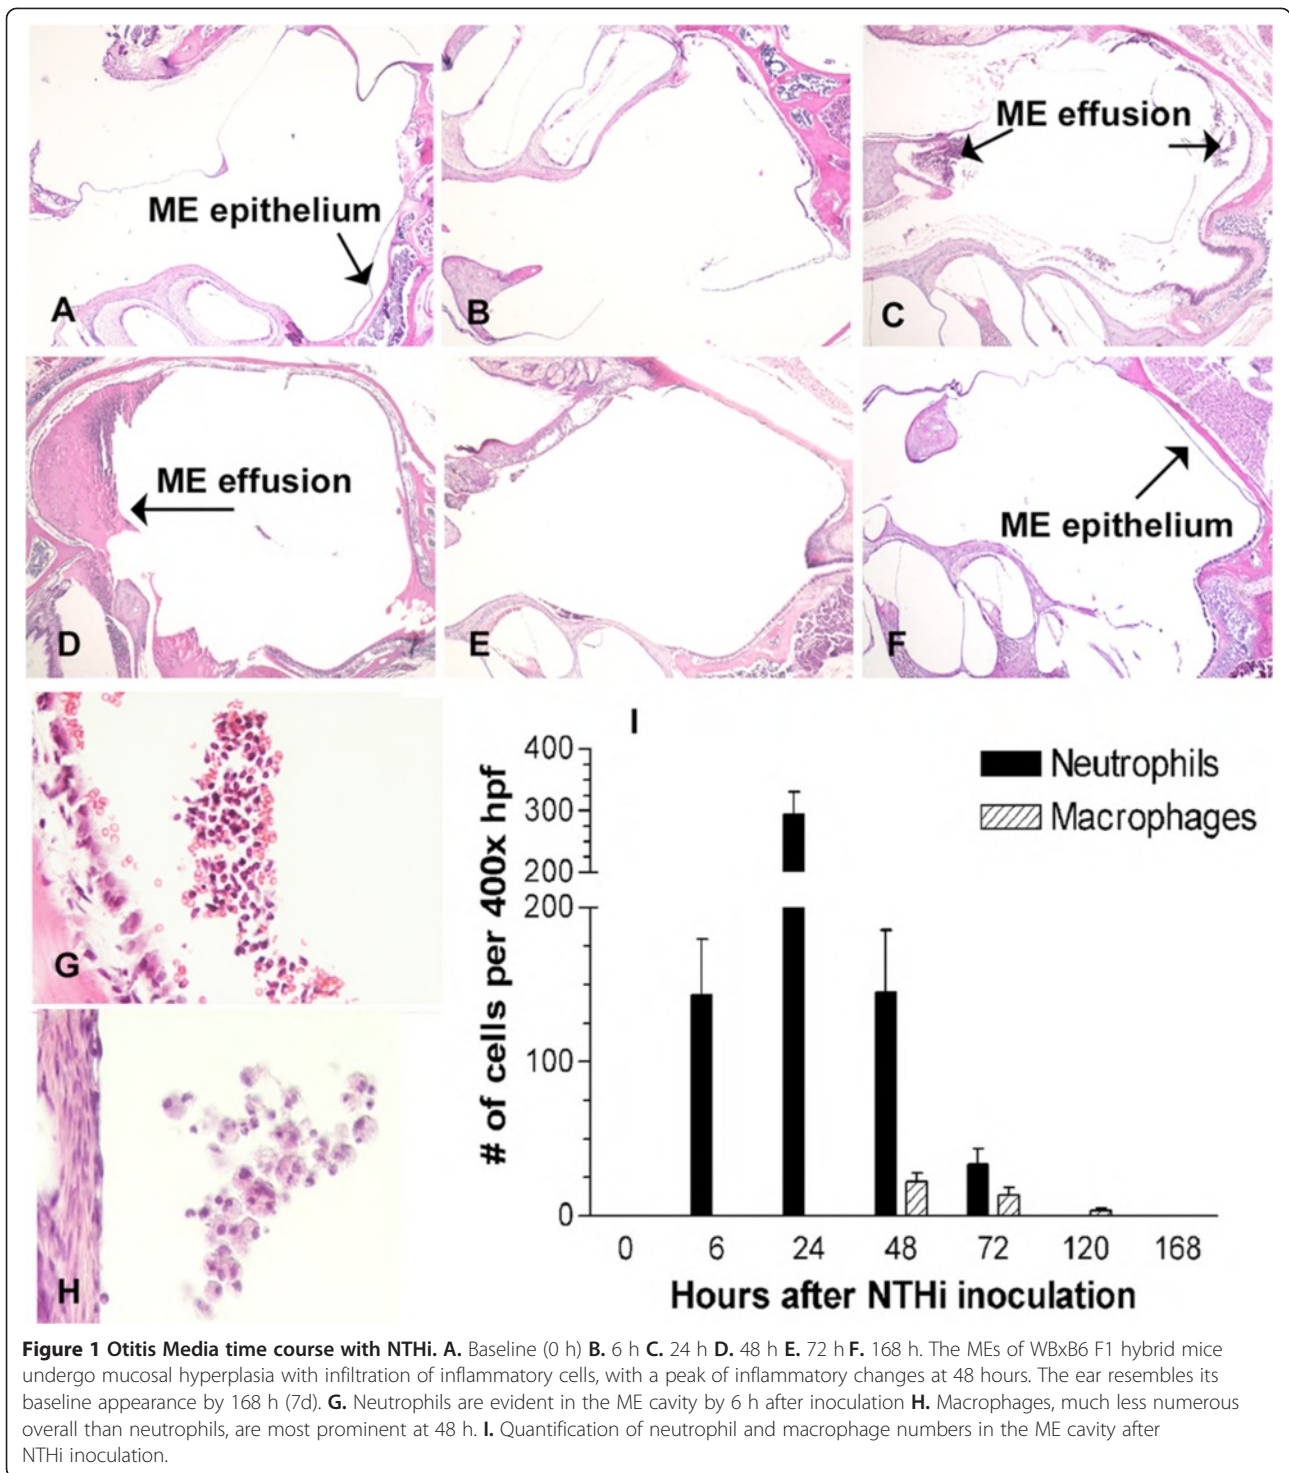 ME epithelium
A
B
ME effusion
C
ME effusion
D
E
ME epithelium
F
G
H
I
400
300
200
200
100
0
# of cells per 400x hpf
Neutrophils
Macrophages
0 6 24 48 72 120 168
Hours after NTHi inoculation
Figure 1 Otitis Media time course with NTHi. A. Baseline (0 h) B. 6 h C. 24 h D. 48 h E. 72 h F. 168 h. The MEs of WBxB6 F1 hybrid mice
undergo mucosal hyperplasia with infiltration of inflammatory cells, with a peak of inflammatory changes at 48 hours. The ear resembles its
baseline appearance by 168 h (7d). G. Neutrophils are evident in the ME cavity by 6 h after inoculation H. Macrophages, much less numerous
overall than neutrophils, are most prominent at 48 h. I. Quantification of neutrophil and macrophage numbers in the ME cavity after
NTHi inoculation.